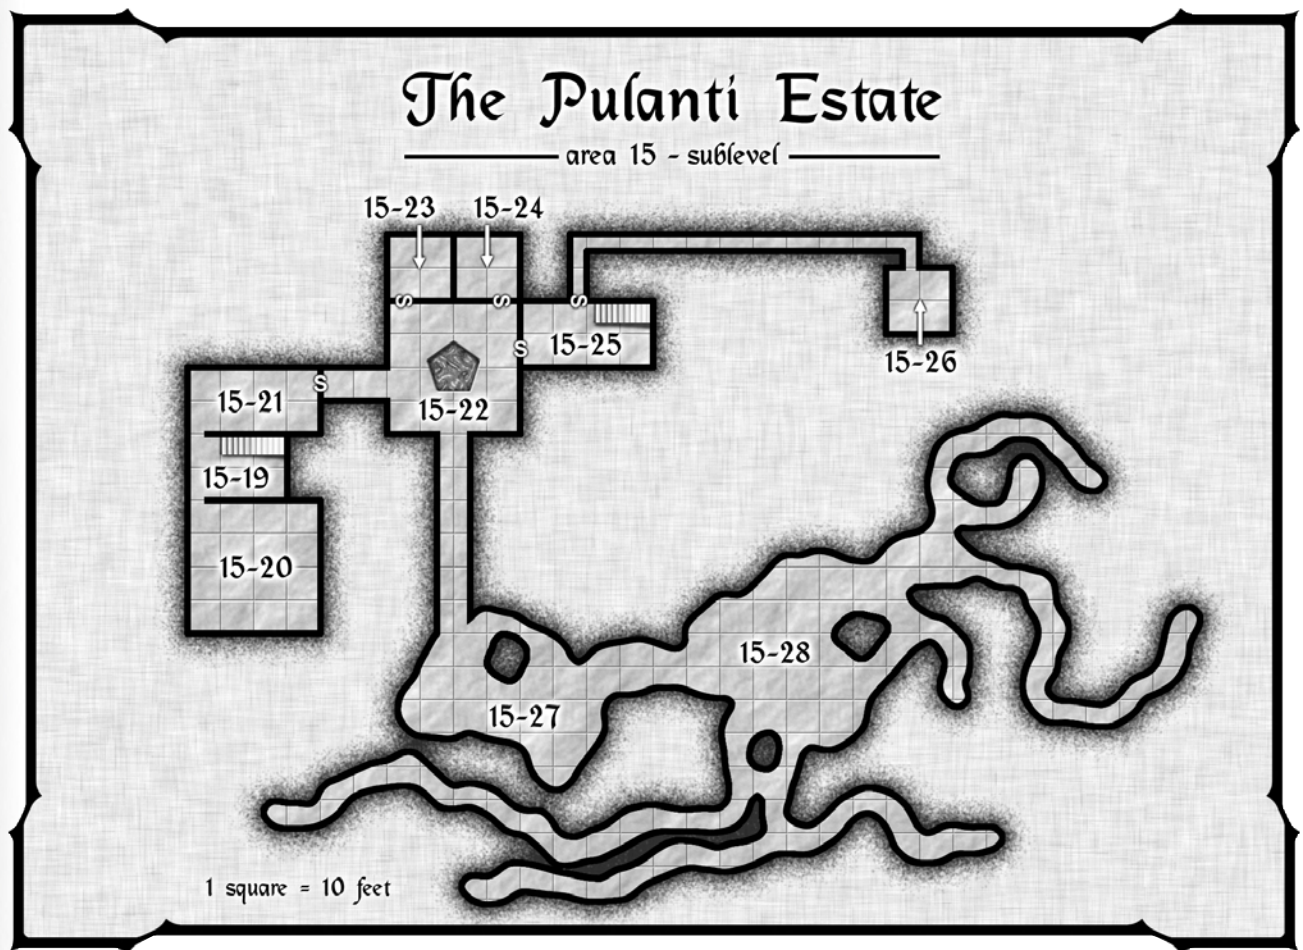 The Pulanti Estate
area 15 - sublevel
15-23
15-24
S
S
S
15-25
S
15-26
15-21
S
15-22
15-19
15-20
15-28
15-27
1 square = 10 feet